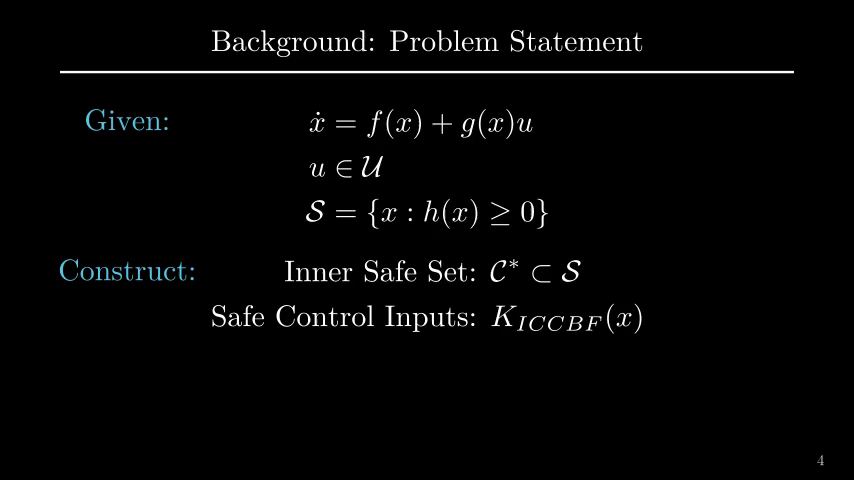 Background: Problem Statement
Given: ẋ = f(x) + g(x)u
u ∈ 𝒰
𝒮 = {x : h(x) ≥ 0}
Construct: Inner Safe Set: 𝒞* ⊂ 𝒮
Safe Control Inputs: K_{ICCBF}(x)
4